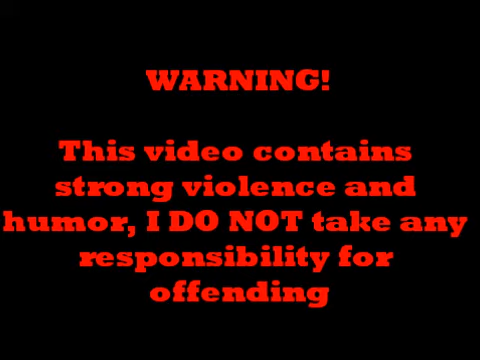 WARNING!
This video contains
strong violence and
humor, I DO NOT take any
responsibility for
offending